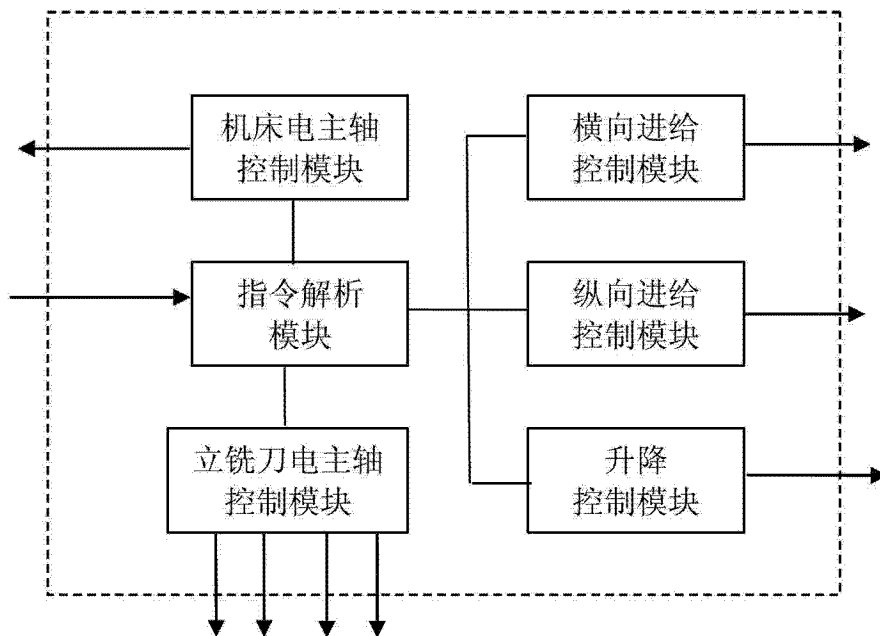 机床电主轴
控制模块
横向进给
控制模块
指令解析
模块
纵向进给
控制模块
立铣刀电主轴
控制模块
升降
控制模块